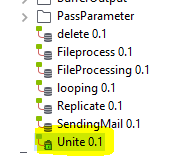 PassParameter
delete 0.1
Fileprocess 0.1
FileProcessing 0.1
looping 0.1
Replicate 0.1
SendingMail 0.1
Unite 0.1